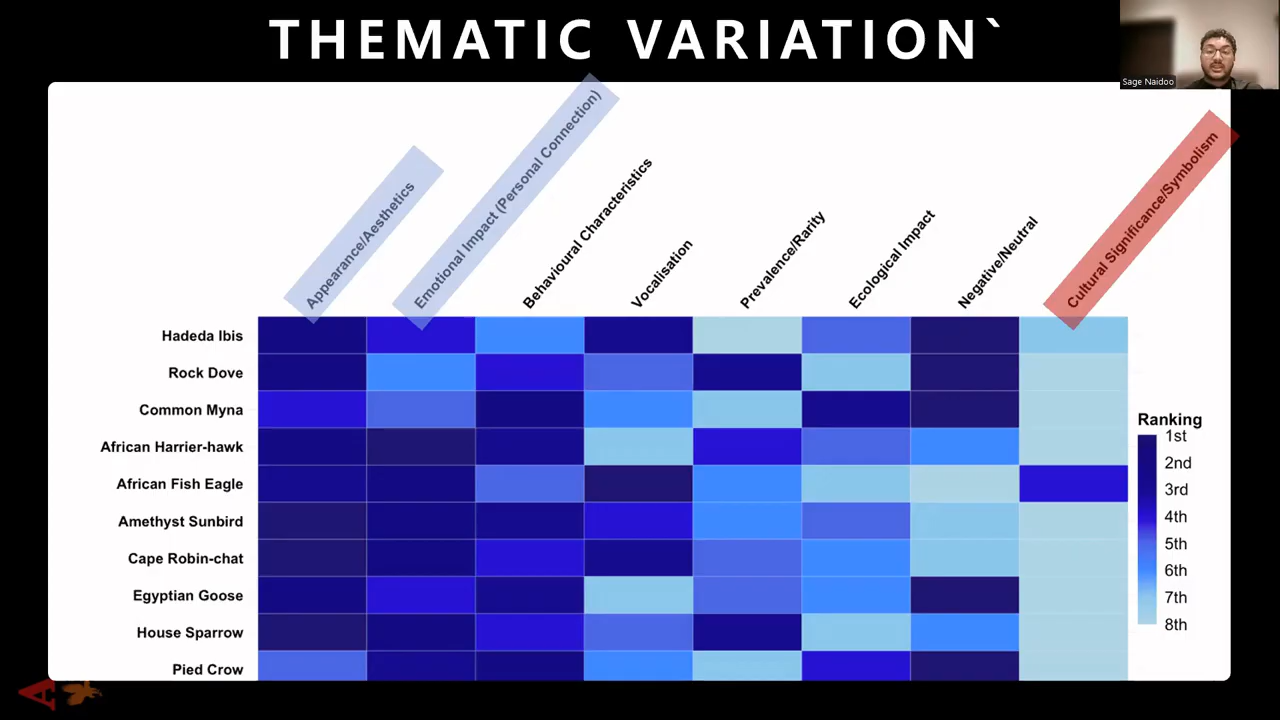 THEMATIC VARIATION`
Sage Naidoo
Appearance/Aesthetics
Emotional Impact (Personal Connection)
Behavioural Characteristics
Vocalisation
Prevalence/Rarity
Ecological Impact
Negative/Neutral
Cultural Significance/Symbolism
Hadeda Ibis
Rock Dove
Common Myna
African Harrier-hawk
African Fish Eagle
Amethyst Sunbird
Cape Robin-chat
Egyptian Goose
House Sparrow
Pied Crow
Ranking
1st
2nd
3rd
4th
5th
6th
7th
8th